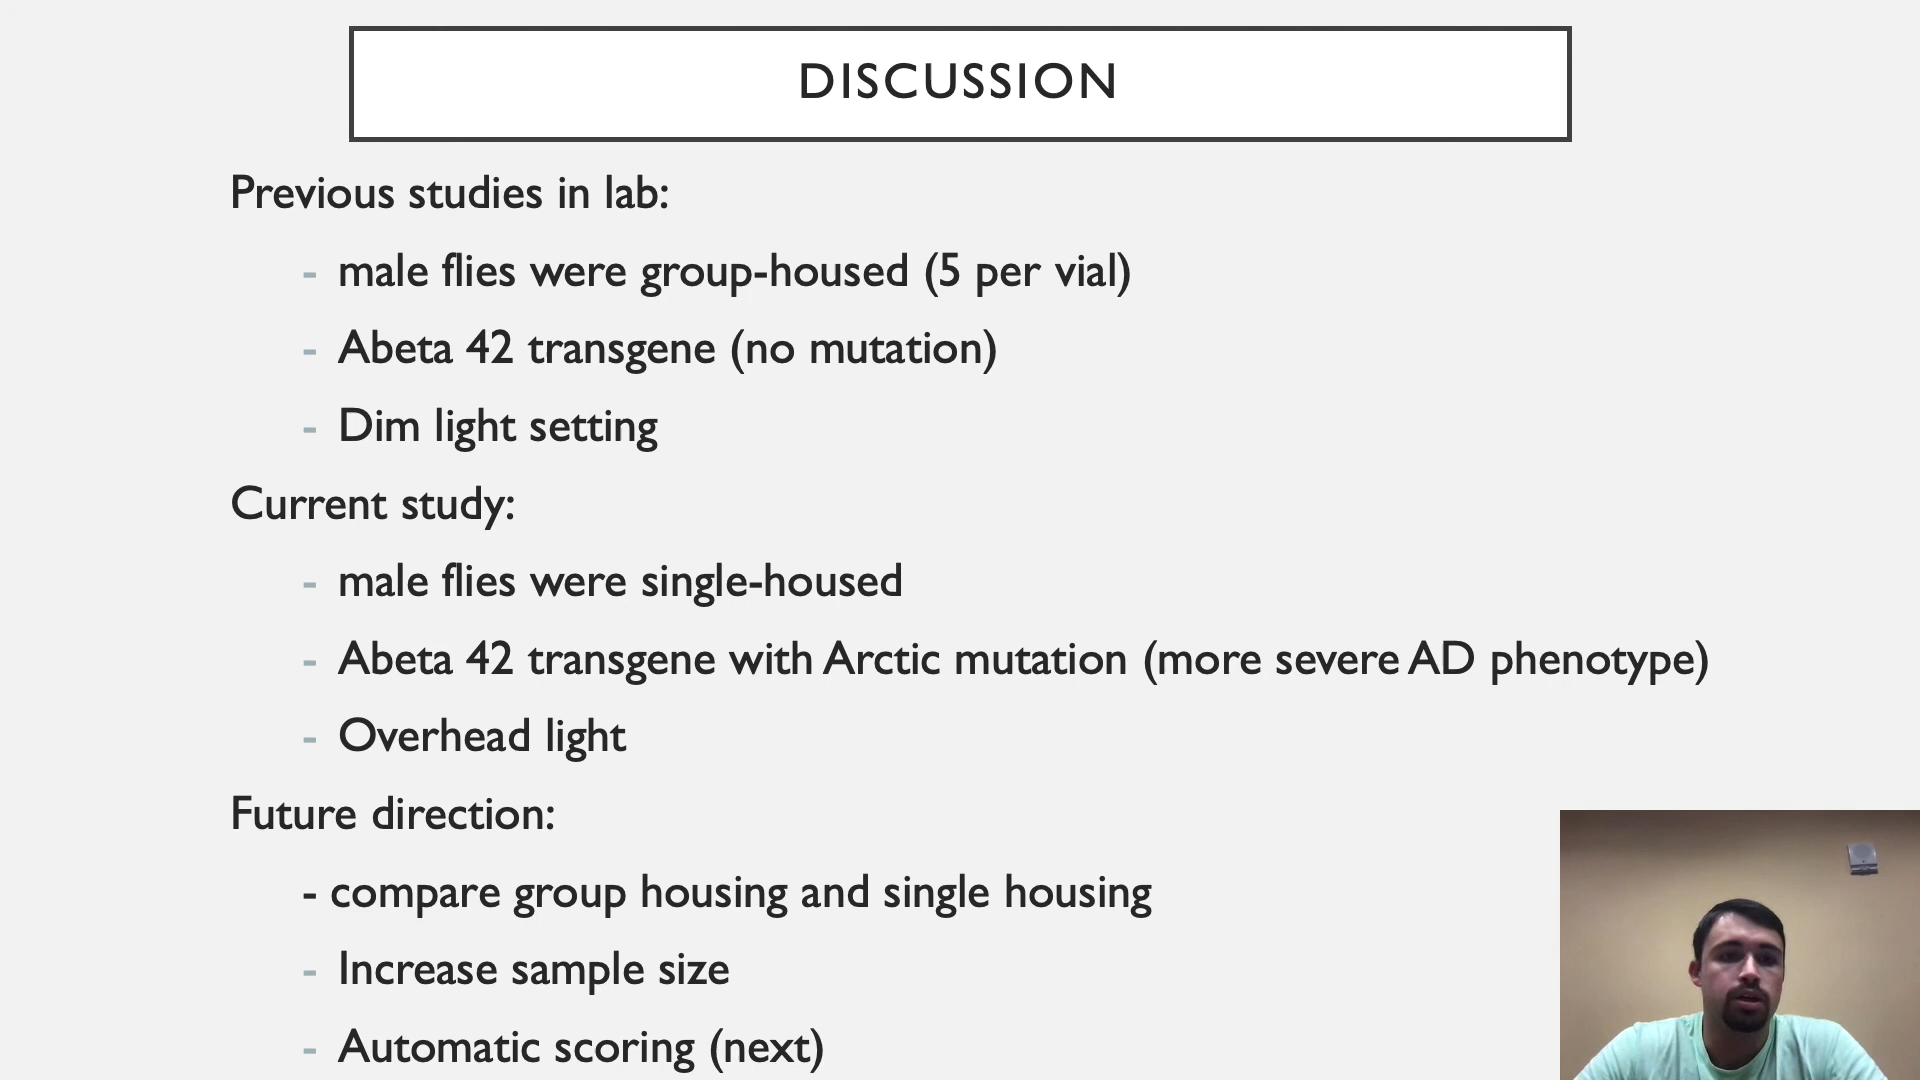 DISCUSSION
Previous studies in lab:
- male flies were group-housed (5 per vial)
- Abeta 42 transgene (no mutation)
- Dim light setting
Current study:
- male flies were single-housed
- Abeta 42 transgene with Arctic mutation (more severe AD phenotype)
- Overhead light
Future direction:
- compare group housing and single housing
- Increase sample size
- Automatic scoring (next)